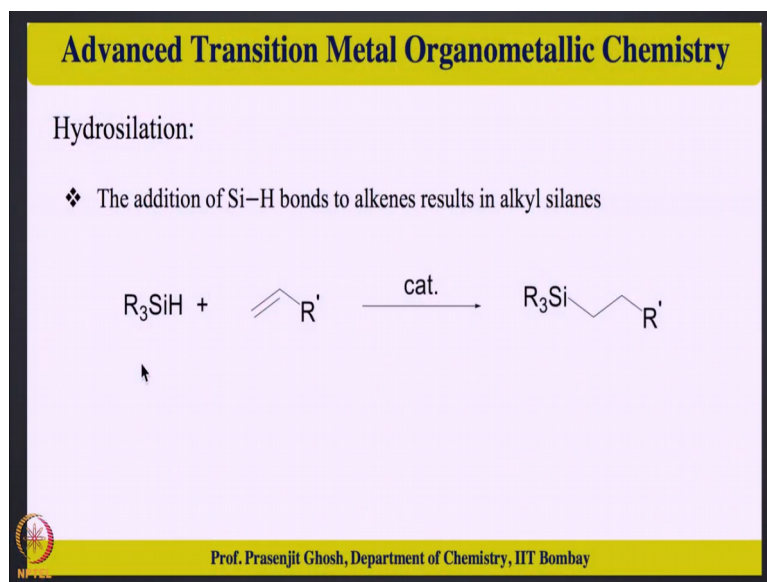 Advanced Transition Metal Organometallic Chemistry
Hydrosilation:
❖ The addition of Si–H bonds to alkenes results in alkyl silanes
R₃SiH + R' cat. R₃Si R'
Prof. Prasenjit Ghosh, Department of Chemistry, IIT Bombay
NPTEL